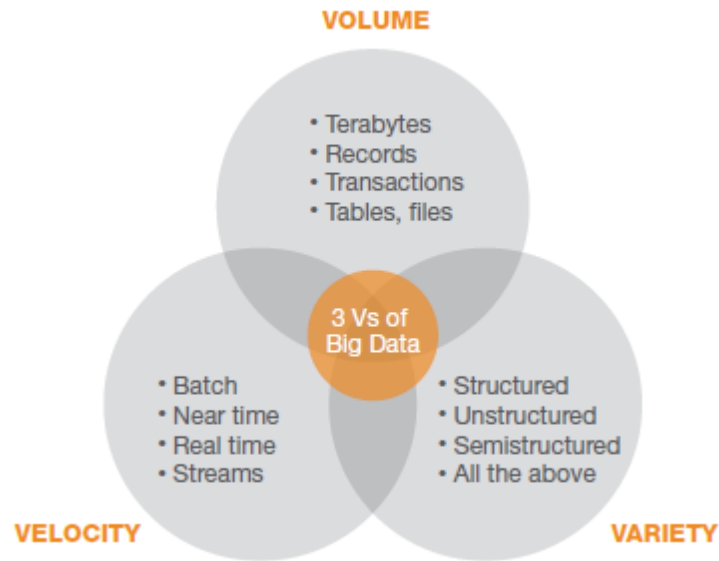 VOLUME
• Terabytes
• Records
• Transactions
• Tables, files
3 Vs of
Big Data
• Batch
• Near time
• Real time
• Streams
• Structured
• Unstructured
• Semistructured
• All the above
VELOCITY
VARIETY